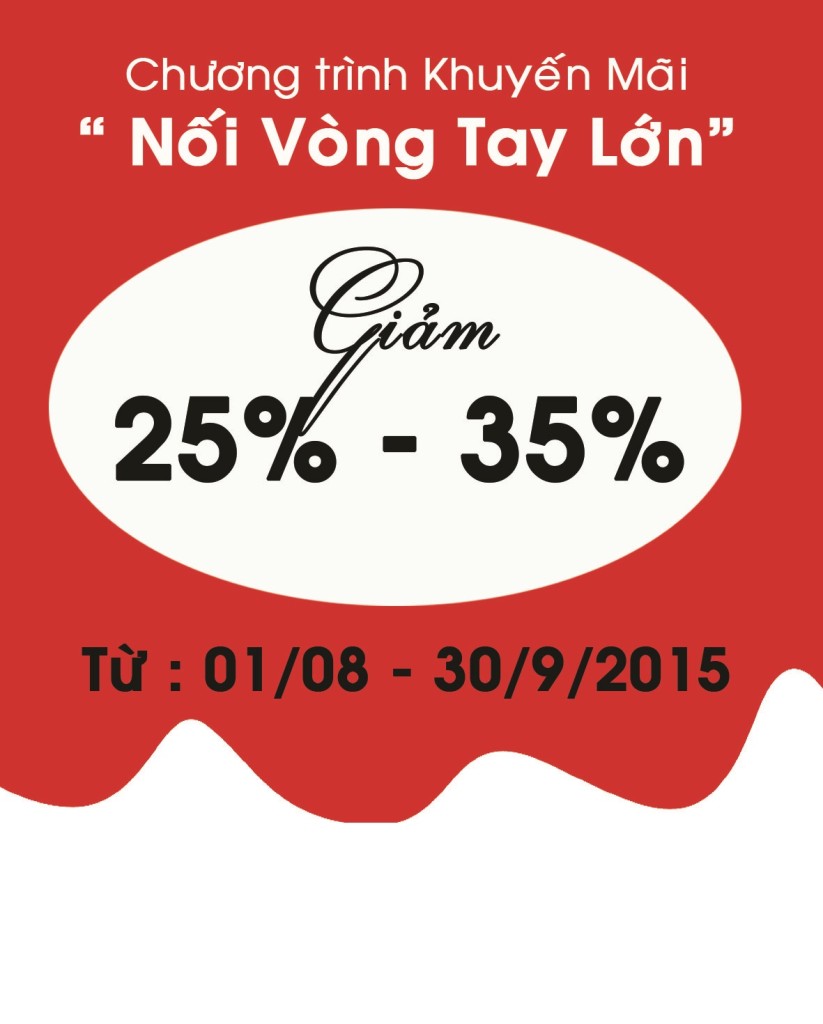 Chương trình Khuyến Mãi
“ Nối Vòng Tay Lớn”
Giảm
25% - 35%
Từ : 01/08 - 30/9/2015